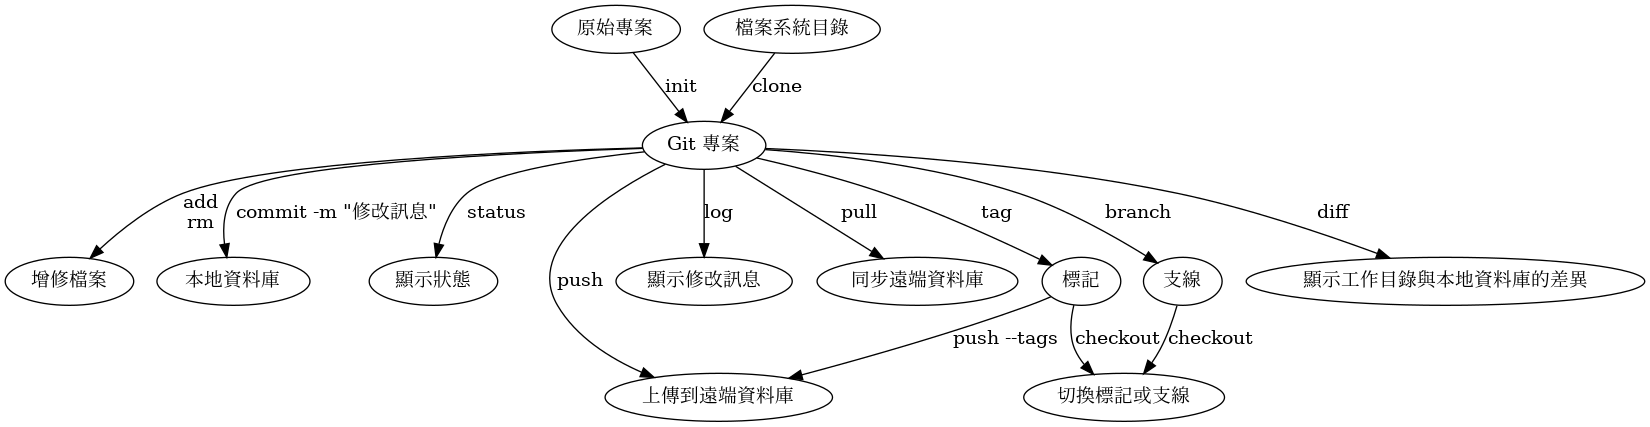 原始專案
檔案系統目錄
init
clone
Git 專案
add
rm
commit -m "修改訊息"
status
push
log
pull
tag
branch
diff
增修檔案
本地資料庫
顯示狀態
顯示修改訊息
同步遠端資料庫
標記
支線
顯示工作目錄與本地資料庫的差異
push --tags
checkout
checkout
上傳到遠端資料庫
切換標記或支線